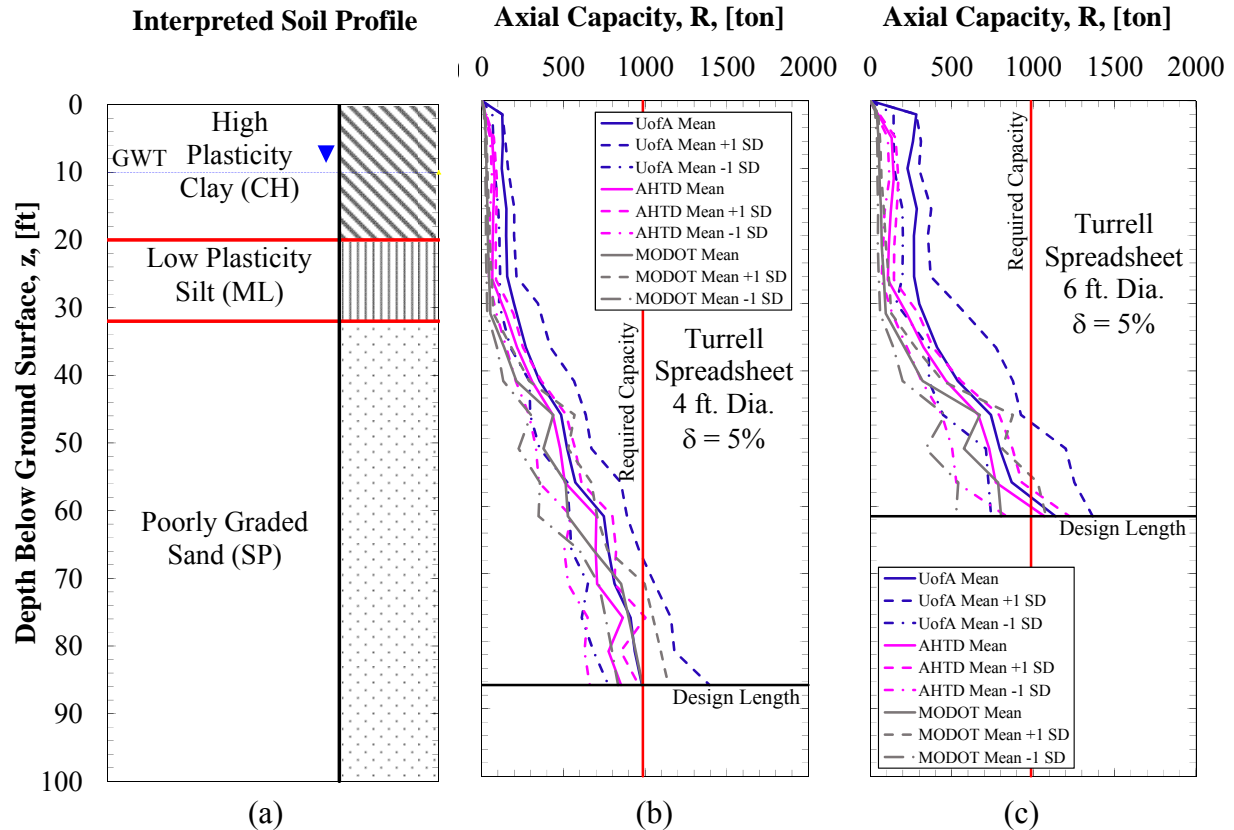 Interpreted Soil Profile
Depth Below Ground Surface, z, [ft]
0
10
20
30
40
50
60
70
80
90
100
High
Plasticity
Clay (CH)
GWT
Low Plasticity
Silt (ML)
Poorly Graded
Sand (SP)
(a)
Axial Capacity, R, [ton]
0
500
1000
1500
2000
UofA Mean
UofA Mean +1 SD
UofA Mean -1 SD
AHTD Mean
AHTD Mean +1 SD
AHTD Mean -1 SD
MODOT Mean
MODOT Mean +1 SD
MODOT Mean -1 SD
Required Capacity
Turrell
Spreadsheet
4 ft. Dia.
δ = 5%
Design Length
(b)
Axial Capacity, R, [ton]
0
500
1000
1500
2000
Required Capacity
Turrell
Spreadsheet
6 ft. Dia.
δ = 5%
Design Length
UofA Mean
UofA Mean +1 SD
UofA Mean -1 SD
AHTD Mean
AHTD Mean +1 SD
AHTD Mean -1 SD
MODOT Mean
MODOT Mean +1 SD
MODOT Mean -1 SD
(c)